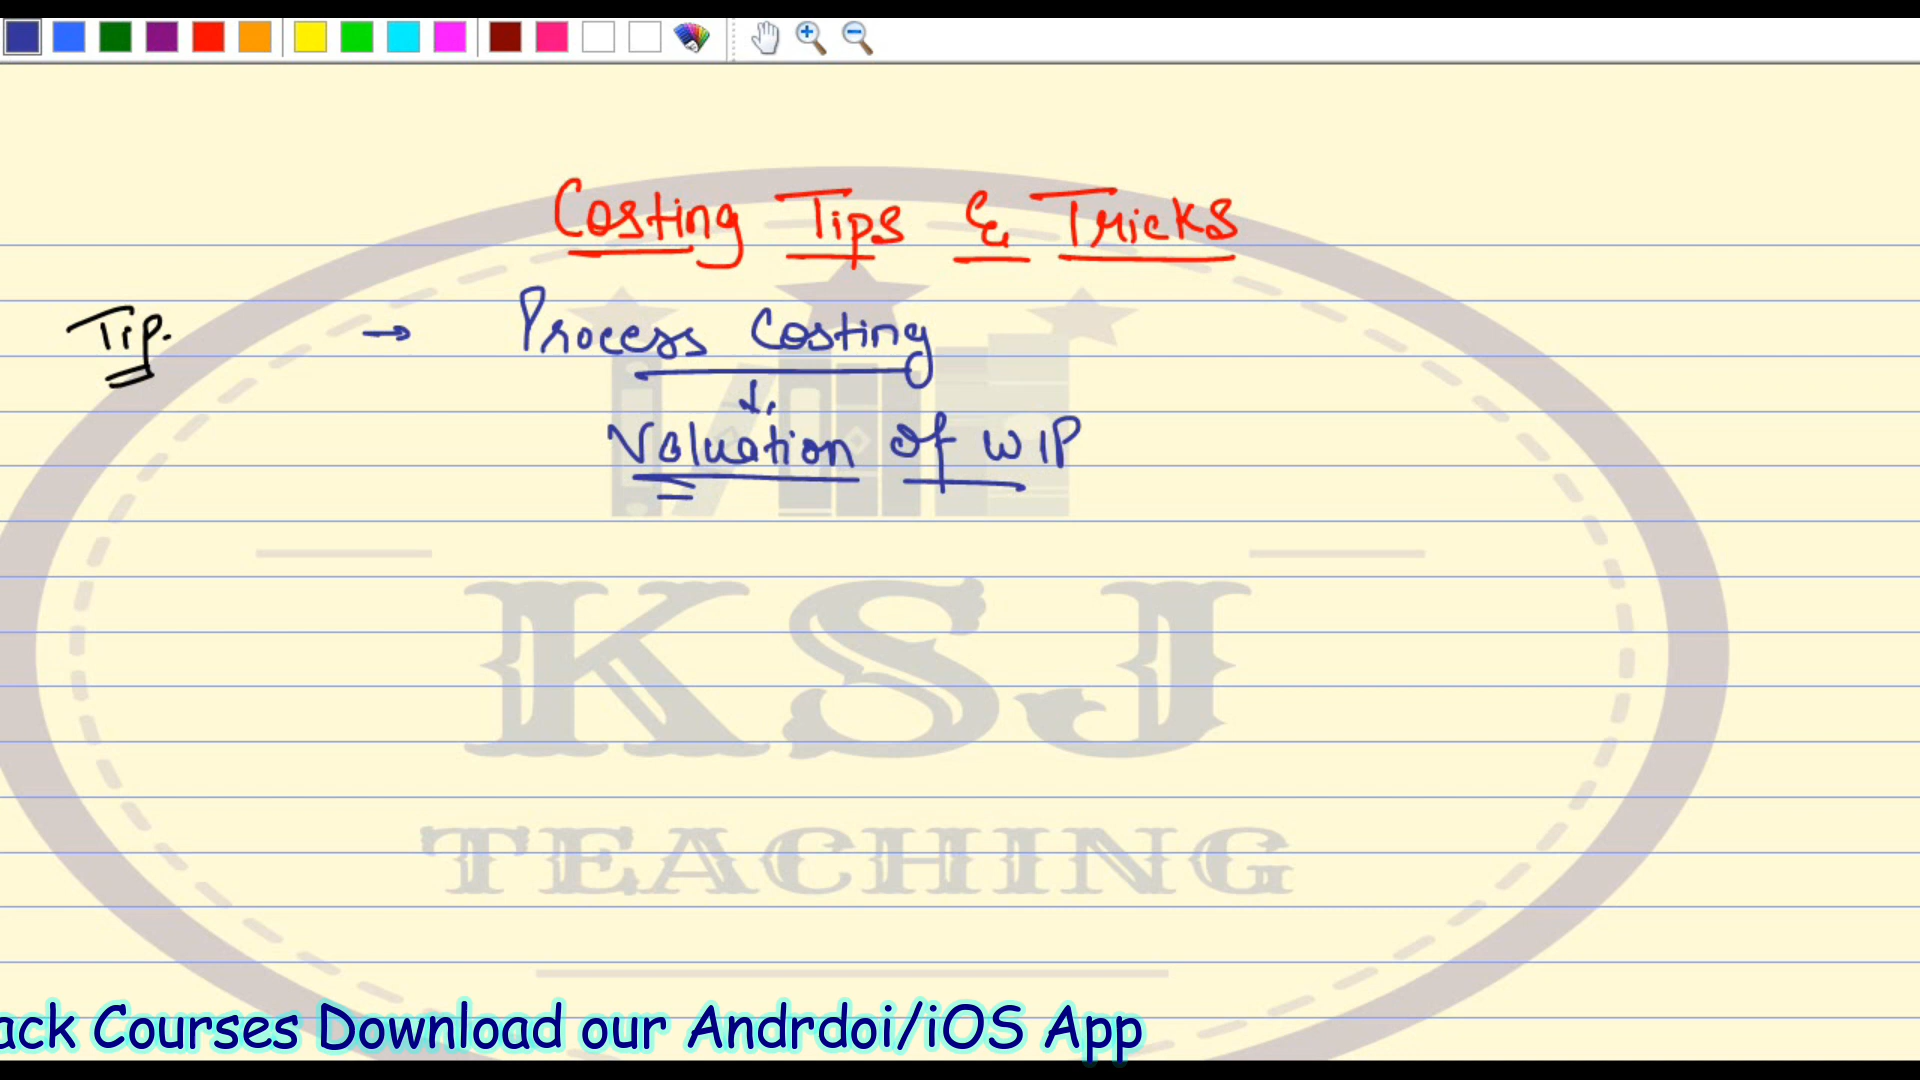 Costing Tips & Tricks
Tip. → Process Costing
Valuation of WIP
KSJ
TEACHING
ack Courses Download our Andrdoi/iOS App